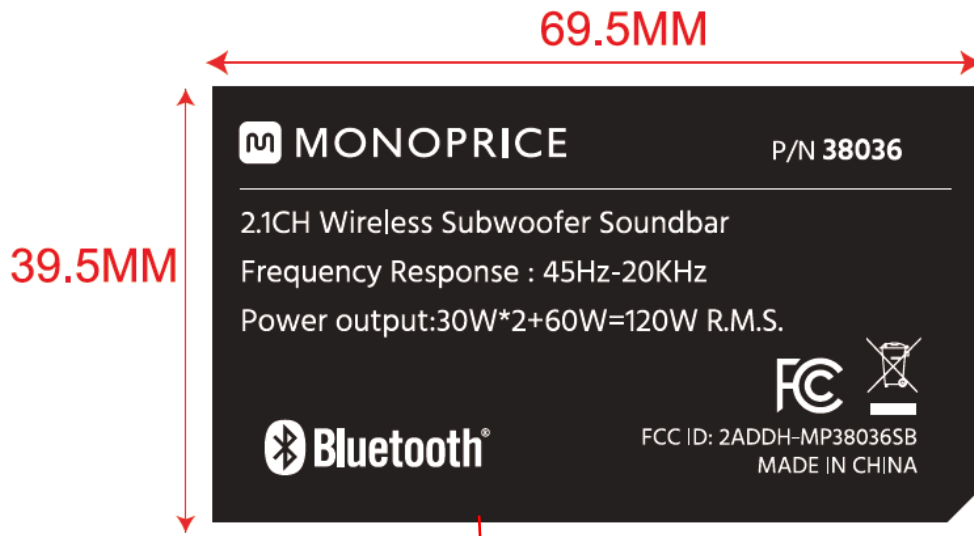 69.5MM
39.5MM
MONOPRICE
P/N 38036
2.1CH Wireless Subwoofer Soundbar
Frequency Response : 45Hz-20KHz
Power output:30W*2+60W=120W R.M.S.
FC
Bluetooth®
FCC ID: 2ADDH-MP38036SB
MADE IN CHINA